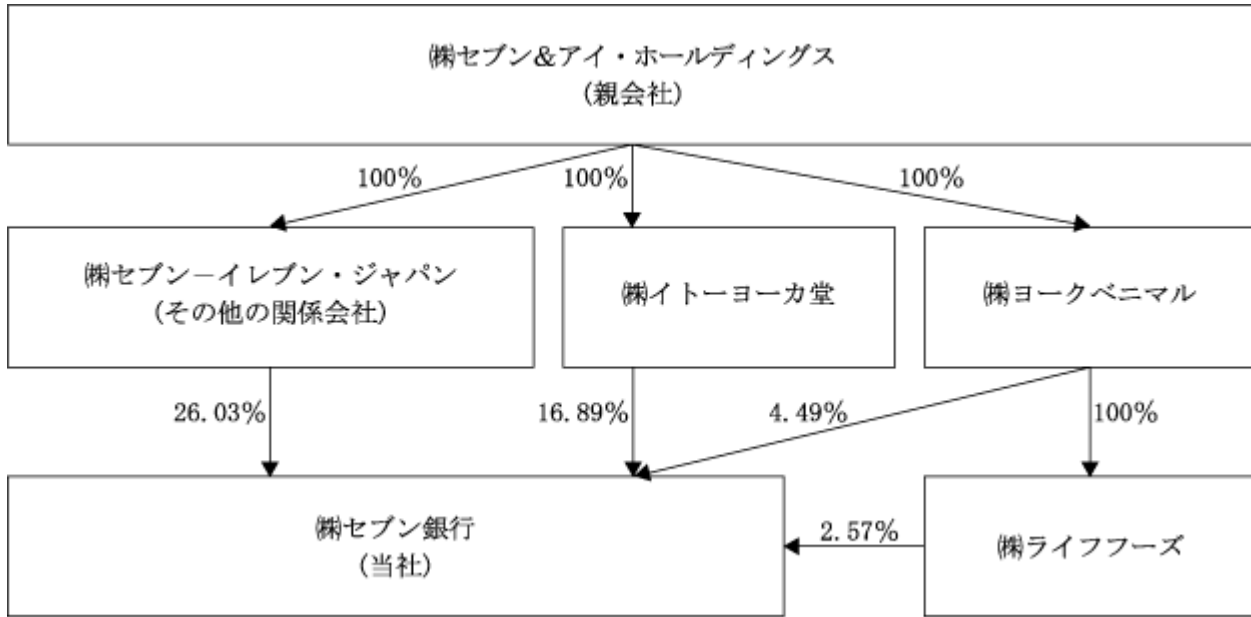 ㈱セブン&アイ・ホールディングス
(親会社)
100%
100%
100%
㈱セブン－イレブン・ジャパン
(その他の関係会社)
㈱イトーヨーカ堂
㈱ヨークベニマル
26.03%
16.89%
4.49%
100%
㈱セブン銀行
(当社)
2.57%
㈱ライフフーズ